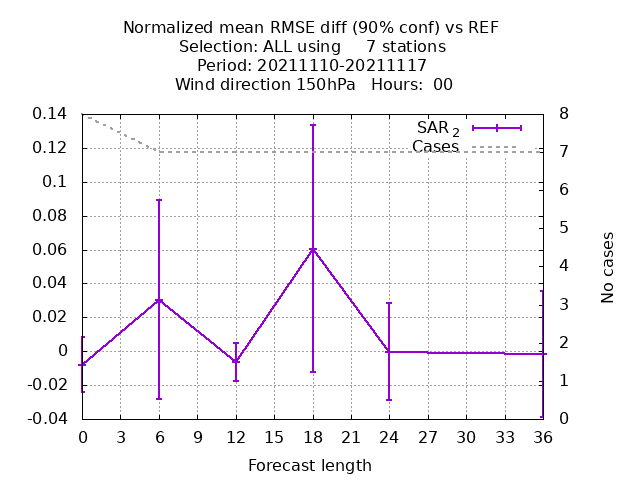 Normalized mean RMSE diff (90% conf) vs REF
Selection: ALL using     7 stations
Period: 20211110-20211117
Wind direction 150hPa   Hours:  00
SAR 2
Cases
0.14
0.12
0.1
0.08
0.06
0.04
0.02
0
-0.02
-0.04
8
7
6
5
4
3
2
1
0
No cases
0 3 6 9 12 15 18 21 24 27 30 33 36
Forecast length